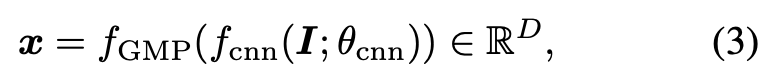 x = f_GMP(f_cnn(I; θ_cnn)) ∈ ℝ^D, (3)